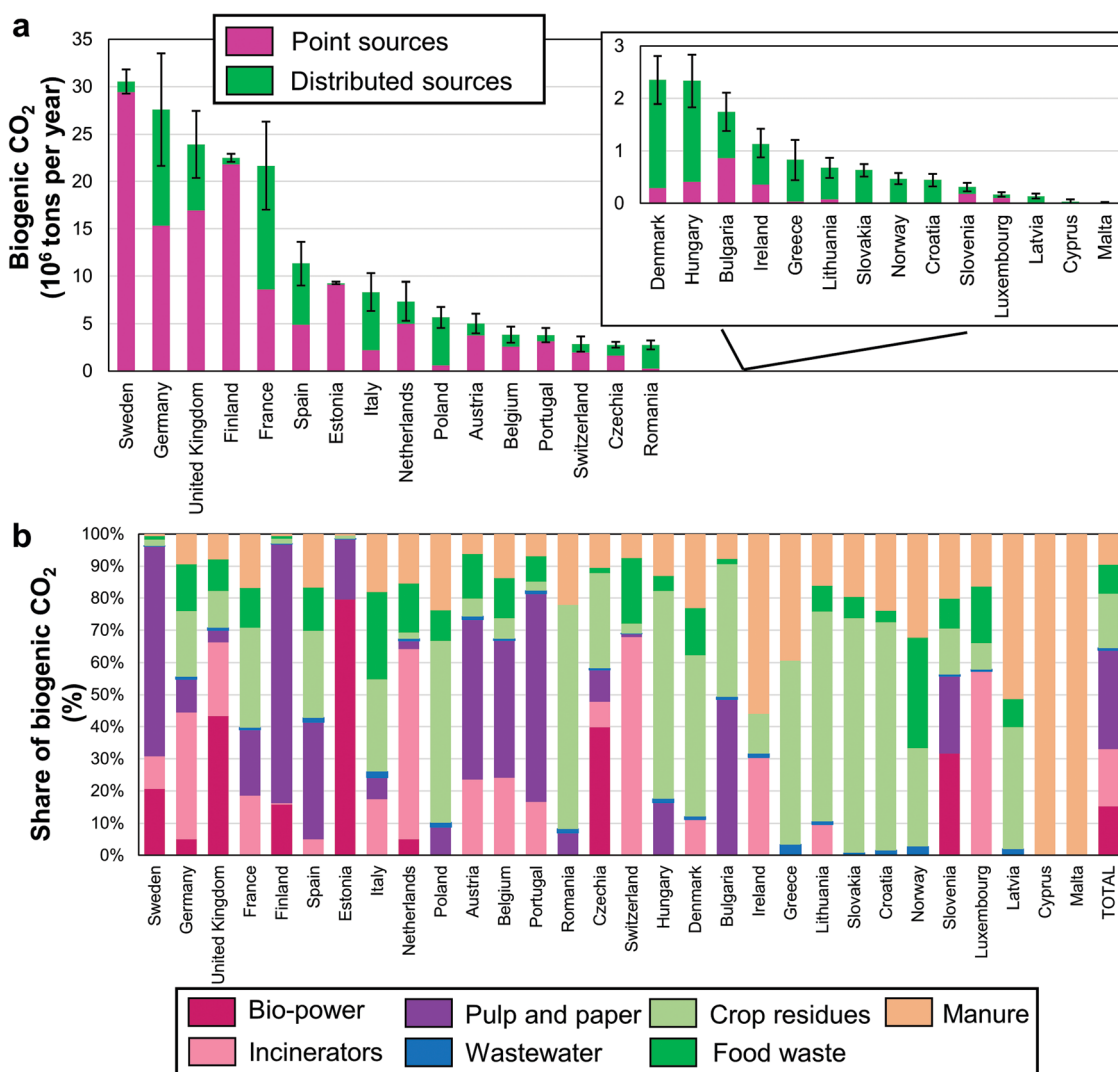 a
Biogenic CO2
(10^6 tons per year)
35
30
25
20
15
10
5
0
Point sources
Distributed sources
Sweden
Germany
United Kingdom
Finland
France
Spain
Estonia
Italy
Netherlands
Poland
Austria
Belgium
Portugal
Switzerland
Czechia
Romania
3
2
1
0
Denmark
Hungary
Bulgaria
Ireland
Greece
Lithuania
Slovakia
Norway
Croatia
Slovenia
Luxembourg
Latvia
Cyprus
Malta
b
Share of biogenic CO2
(%)
100%
90%
80%
70%
60%
50%
40%
30%
20%
10%
0%
Sweden
Germany
United Kingdom
France
Finland
Spain
Estonia
Italy
Netherlands
Poland
Austria
Belgium
Portugal
Romania
Czechia
Switzerland
Hungary
Denmark
Bulgaria
Ireland
Greece
Lithuania
Slovakia
Croatia
Norway
Slovenia
Luxembourg
Latvia
Cyprus
Malta
TOTAL
Bio-power
Pulp and paper
Crop residues
Manure
Incinerators
Wastewater
Food waste